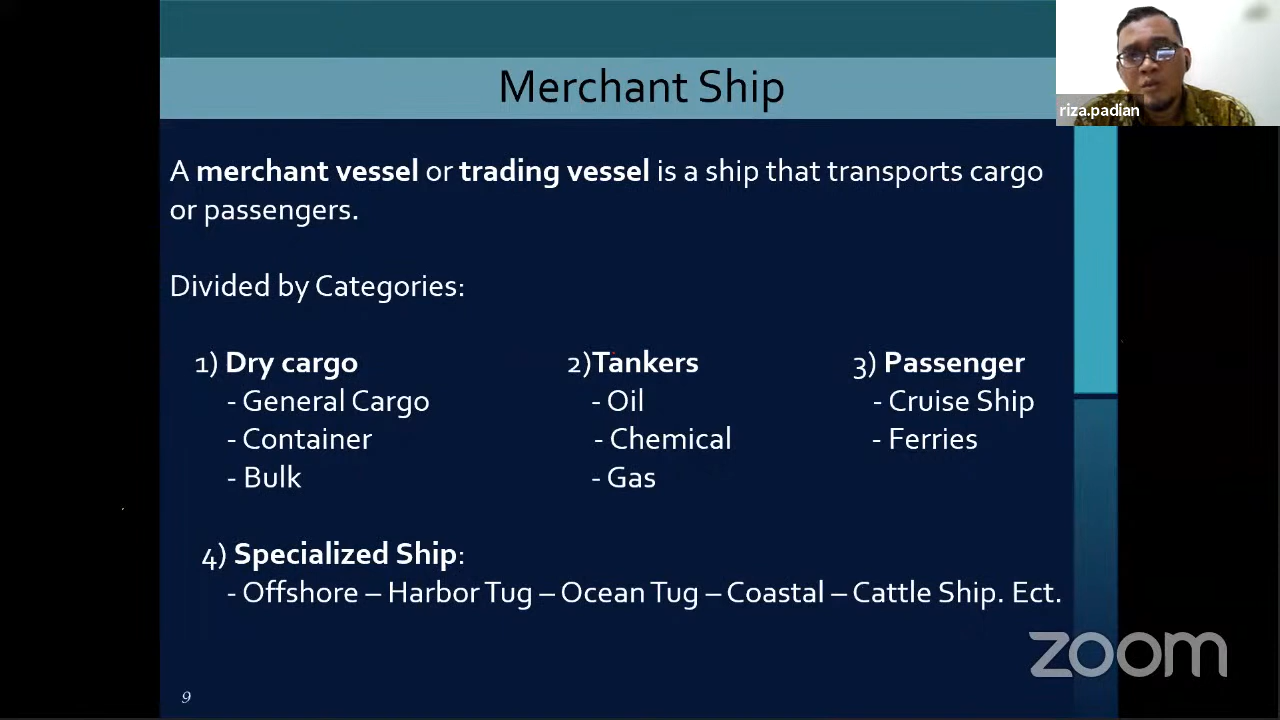 Merchant Ship
riza.padian
A merchant vessel or trading vessel is a ship that transports cargo
or passengers.
Divided by Categories:
1) Dry cargo
- General Cargo
- Container
- Bulk
2)Tankers
- Oil
- Chemical
- Gas
3) Passenger
- Cruise Ship
- Ferries
4) Specialized Ship:
- Offshore – Harbor Tug – Ocean Tug – Coastal – Cattle Ship. Ect.
zoom
9